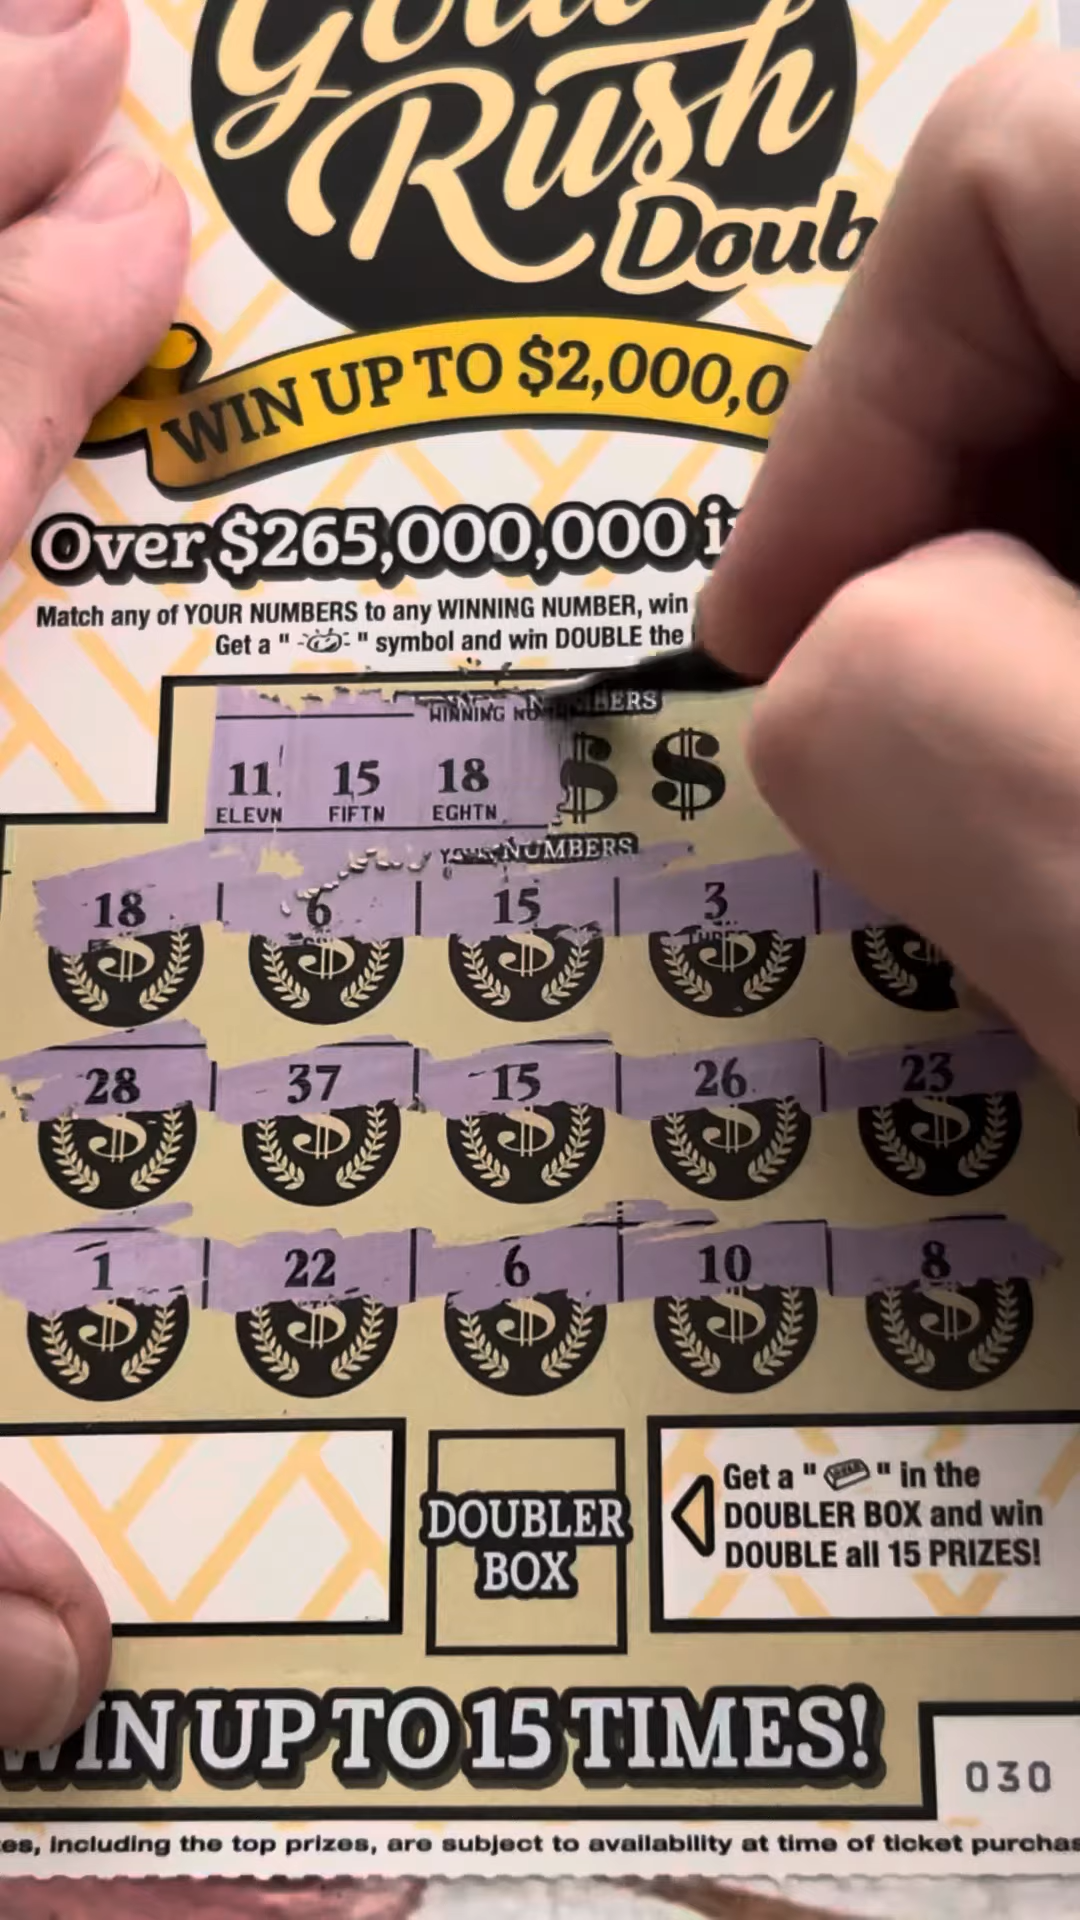 Gold
Rush
Doub
WIN UP TO $2,000,0
Over $265,000,000 i
Match any of YOUR NUMBERS to any WINNING NUMBER, win
Get a " " symbol and win DOUBLE the
NUMBERS
WINNING NU
11 15 18 $ $
ELEVN FIFTN EGHTN
YOUR NUMBERS
18 6 15 3
$ $ $ $ $
28 37 15 26 23
$ $ $ $ $
1 22 6 10 8
$ $ $ $ $
DOUBLER
BOX
Get a " " in the
DOUBLER BOX and win
DOUBLE all 15 PRIZES!
WIN UP TO 15 TIMES!
030
es, including the top prizes, are subject to availability at time of ticket purchas